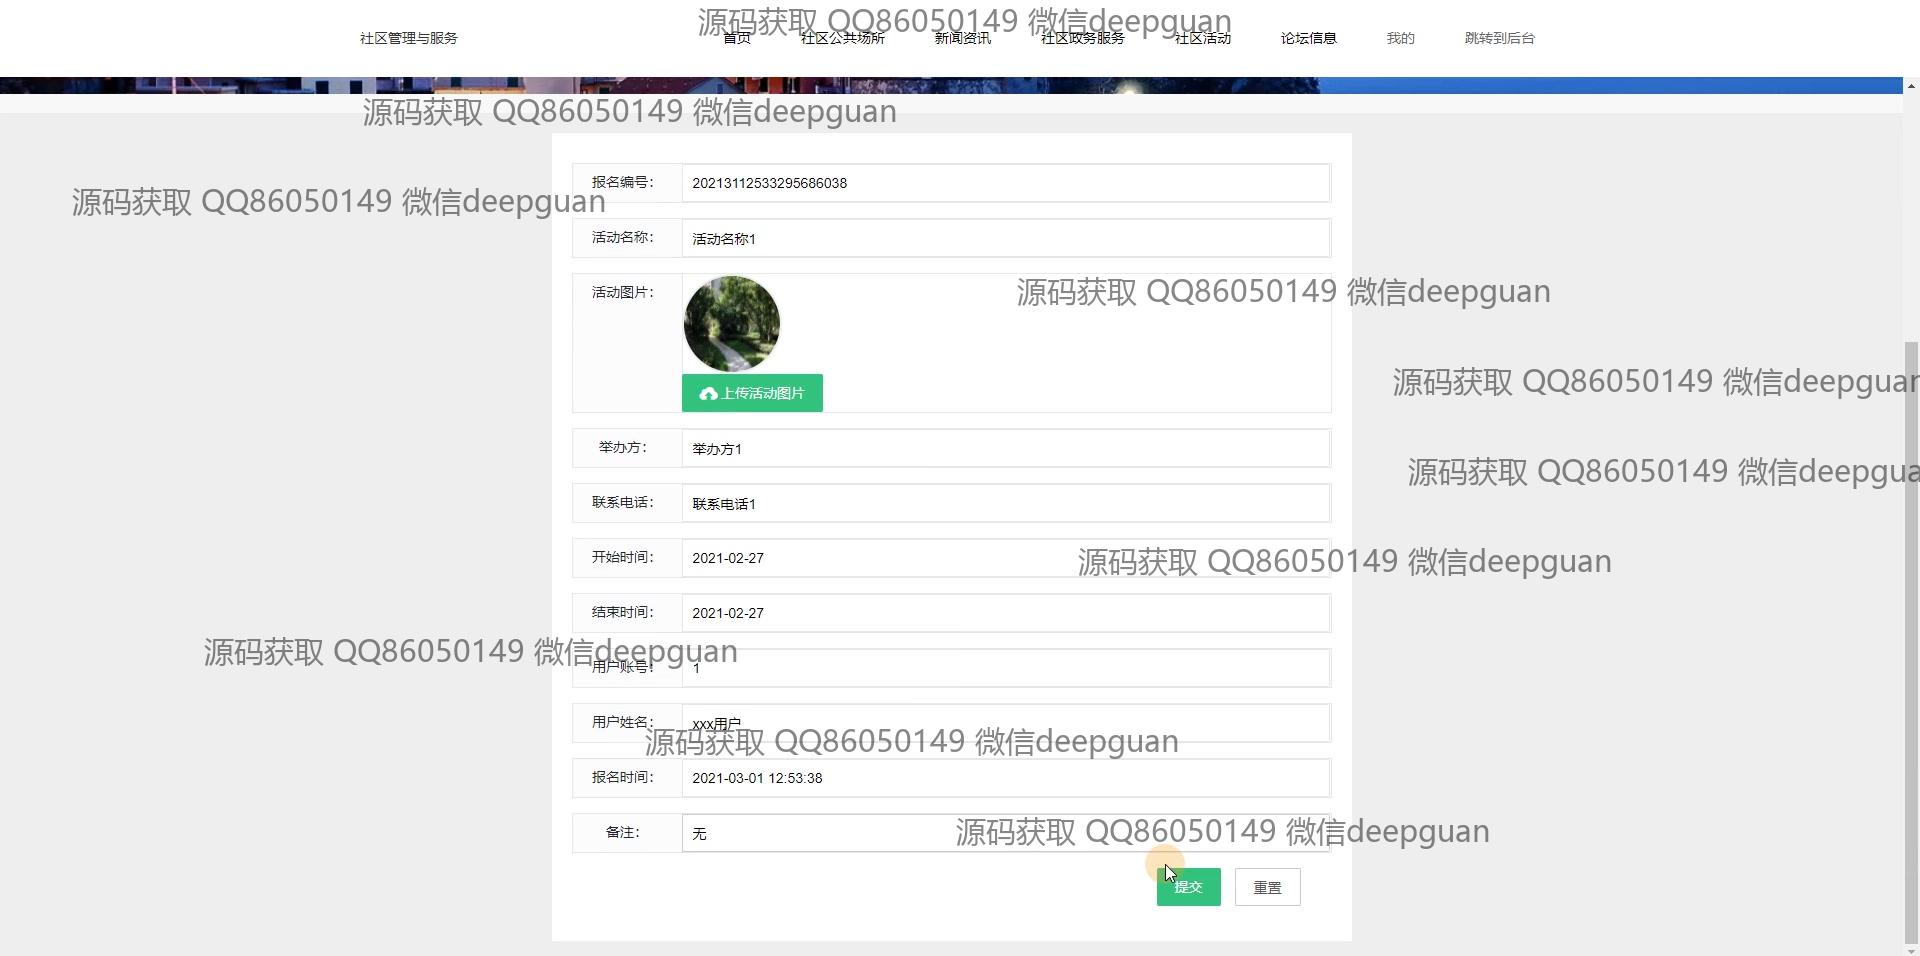 源码获取 QQ86050149 微信deepguan
社区管理与服务 首页 社区公共场所 新闻资讯 社区政务服务 社区活动 论坛信息 我的 跳转到后台
源码获取 QQ86050149 微信deepguan
报名编号： 20213112533295686038
源码获取 QQ86050149 微信deepguan
活动名称： 活动名称1
活动图片：
源码获取 QQ86050149 微信deepguan
源码获取 QQ86050149 微信deepguan
上传活动图片
举办方： 举办方1
源码获取 QQ86050149 微信deepgua
联系电话： 联系电话1
开始时间： 2021-02-27
源码获取 QQ86050149 微信deepguan
结束时间： 2021-02-27
源码获取 QQ86050149 微信deepguan
用户账号： 1
用户姓名： xxx用户
源码获取 QQ86050149 微信deepguan
报名时间： 2021-03-01 12:53:38
备注： 无
源码获取 QQ86050149 微信deepguan
提交 重置